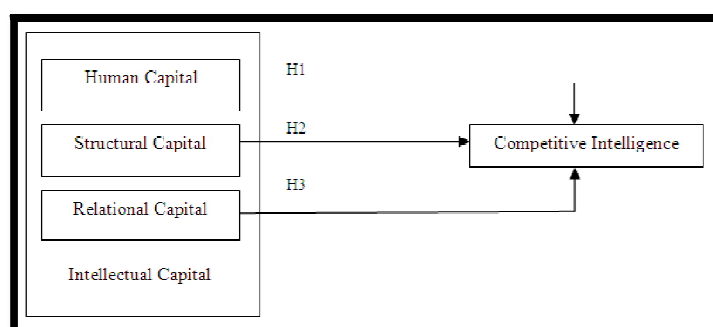 Human Capital
H1
Structural Capital
H2
Competitive Intelligence
Relational Capital
H3
Intellectual Capital